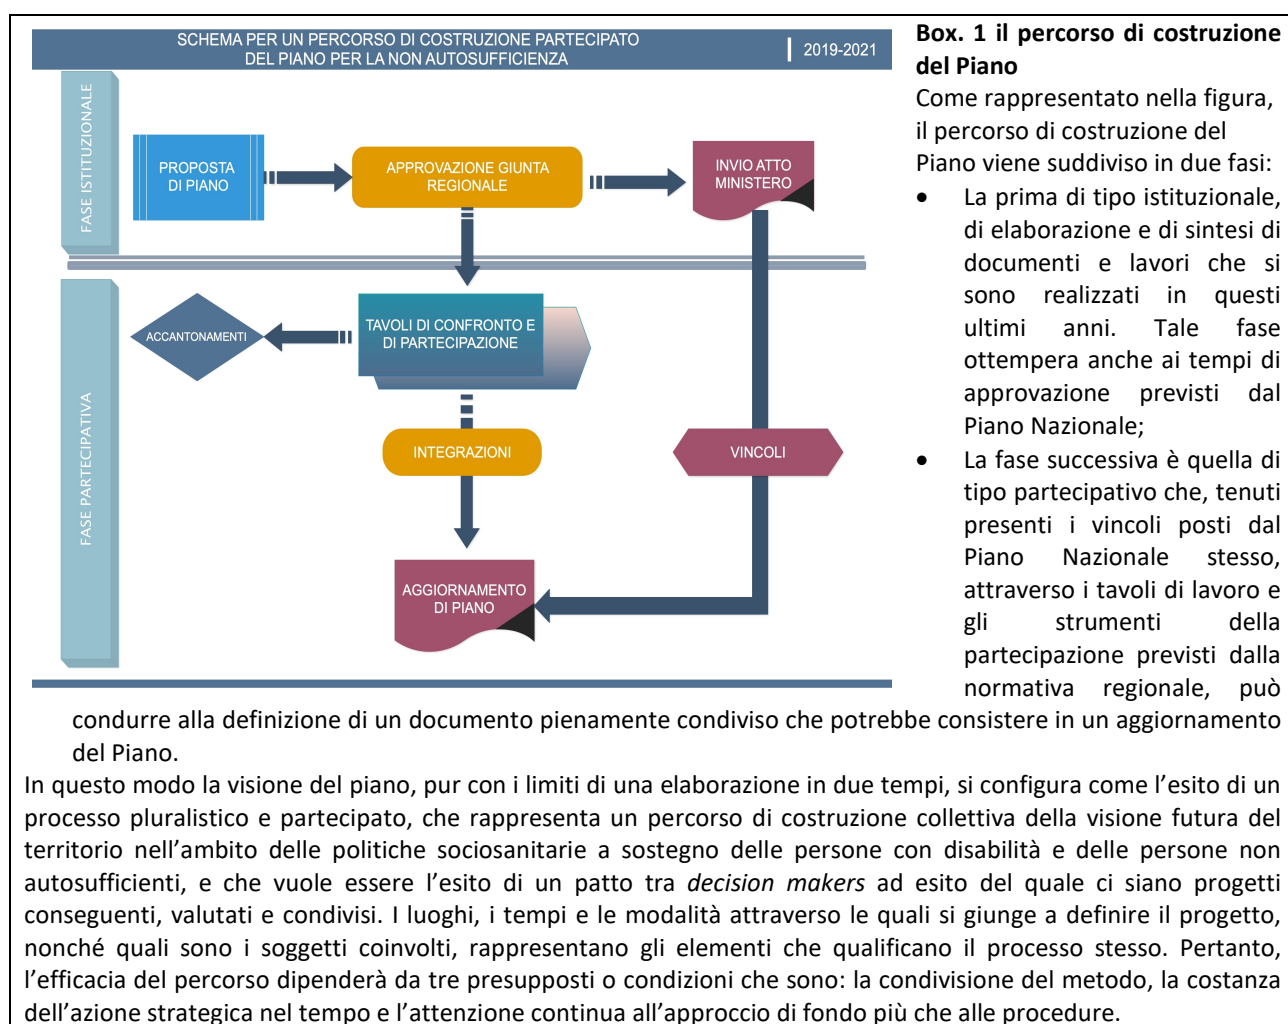 SCHEMA PER UN PERCORSO DI COSTRUZIONE PARTECIPATO
DEL PIANO PER LA NON AUTOSUFFICIENZA
2019-2021
FASE ISTITUZIONALE
PROPOSTA
DI PIANO
APPROVAZIONE GIUNTA
REGIONALE
INVIO ATTO
MINISTERO
FASE PARTECIPATIVA
ACCANTONAMENTI
TAVOLI DI CONFRONTO E
DI PARTECIPAZIONE
INTEGRAZIONI
VINCOLI
AGGIORNAMENTO
DI PIANO
Box. 1 il percorso di costruzione
del Piano
Come rappresentato nella figura,
il percorso di costruzione del
Piano viene suddiviso in due fasi:
• La prima di tipo istituzionale,
di elaborazione e di sintesi di
documenti e lavori che si
sono realizzati in questi
ultimi anni. Tale fase
ottempera anche ai tempi di
approvazione previsti dal
Piano Nazionale;
• La fase successiva è quella di
tipo partecipativo che, tenuti
presenti i vincoli posti dal
Piano Nazionale stesso,
attraverso i tavoli di lavoro e
gli strumenti della
partecipazione previsti dalla
normativa regionale, può
condurre alla definizione di un documento pienamente condiviso che potrebbe consistere in un aggiornamento
del Piano.
In questo modo la visione del piano, pur con i limiti di una elaborazione in due tempi, si configura come l’esito di un
processo pluralistico e partecipato, che rappresenta un percorso di costruzione collettiva della visione futura del
territorio nell’ambito delle politiche sociosanitarie a sostegno delle persone con disabilità e delle persone non
autosufficienti, e che vuole essere l’esito di un patto tra decision makers ad esito del quale ci siano progetti
conseguenti, valutati e condivisi. I luoghi, i tempi e le modalità attraverso le quali si giunge a definire il progetto,
nonché quali sono i soggetti coinvolti, rappresentano gli elementi che qualificano il processo stesso. Pertanto,
l’efficacia del percorso dipenderà da tre presupposti o condizioni che sono: la condivisione del metodo, la costanza
dell’azione strategica nel tempo e l’attenzione continua all’approccio di fondo più che alle procedure.